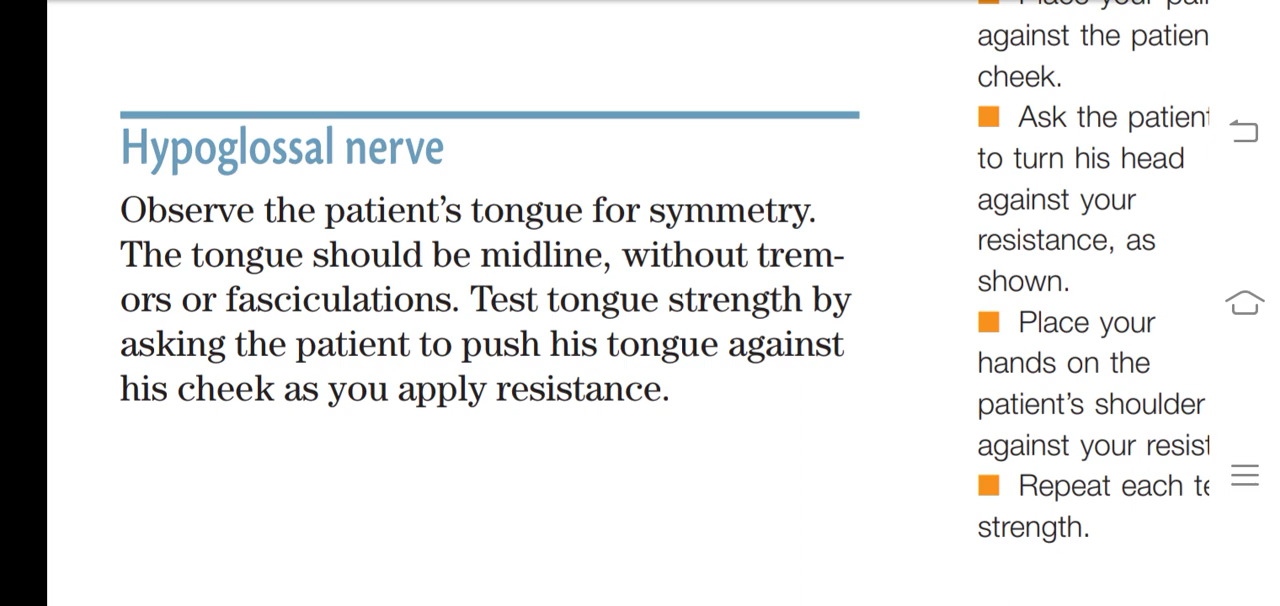 Hypoglossal nerve
Observe the patient's tongue for symmetry.
The tongue should be midline, without trem-
ors or fasciculations. Test tongue strength by
asking the patient to push his tongue against
his cheek as you apply resistance.
against the
cheek.
Ask the patient
to turn his head
against your
resistance, as
shown.
Place your
hands on the
patient's shoulder
against your
Repeat each
strength.